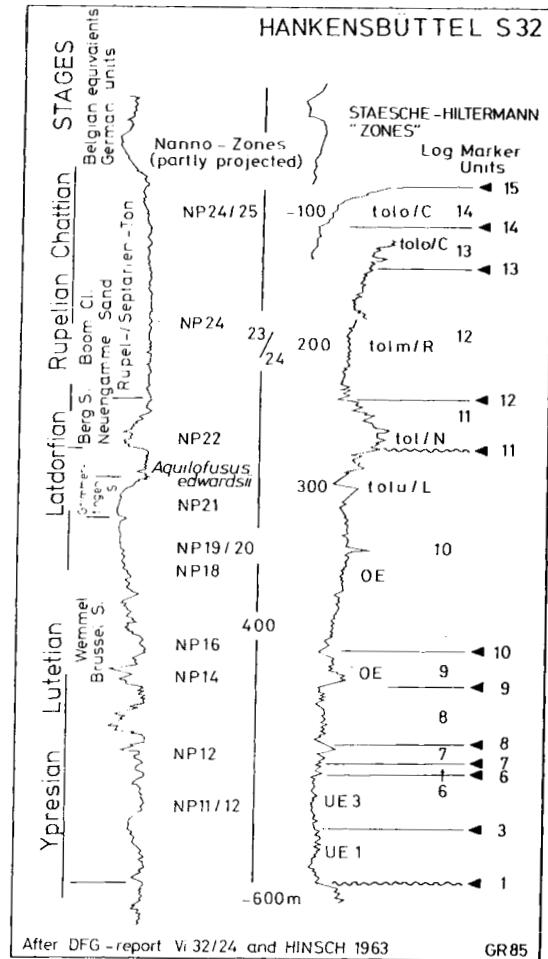 HANKENSBÜTTEL S32
STAGES
Belgian equivalents
German units
Nanno-Zones
(partly projected)
STAESCHE-HILTERMANN
"ZONES"
Log Marker
Units
Chattian
Rupelian
Latdorfian
Lutetian
Ypresian
Boom Cl.
Berg S.
Neuengamme Sand
Rupel-/Septarien-Ton
Wemmel
Brussel S.
NP24/25
NP24
23/24
NP22
Aquilofusus
edwardsii
NP21
NP19/20
NP18
NP16
NP14
NP12
NP11/12
-100
200
300
400
-600m
tolo/C
tolo/C
tolm/R
tol/N
tolu/L
OE
OE
UE 3
UE 1
14
13
12
11
10
9
8
7
6
15
14
13
12
11
10
9
8
7
6
3
1
After DFG-report Vi 32/24 and HINSCH 1963
GR85